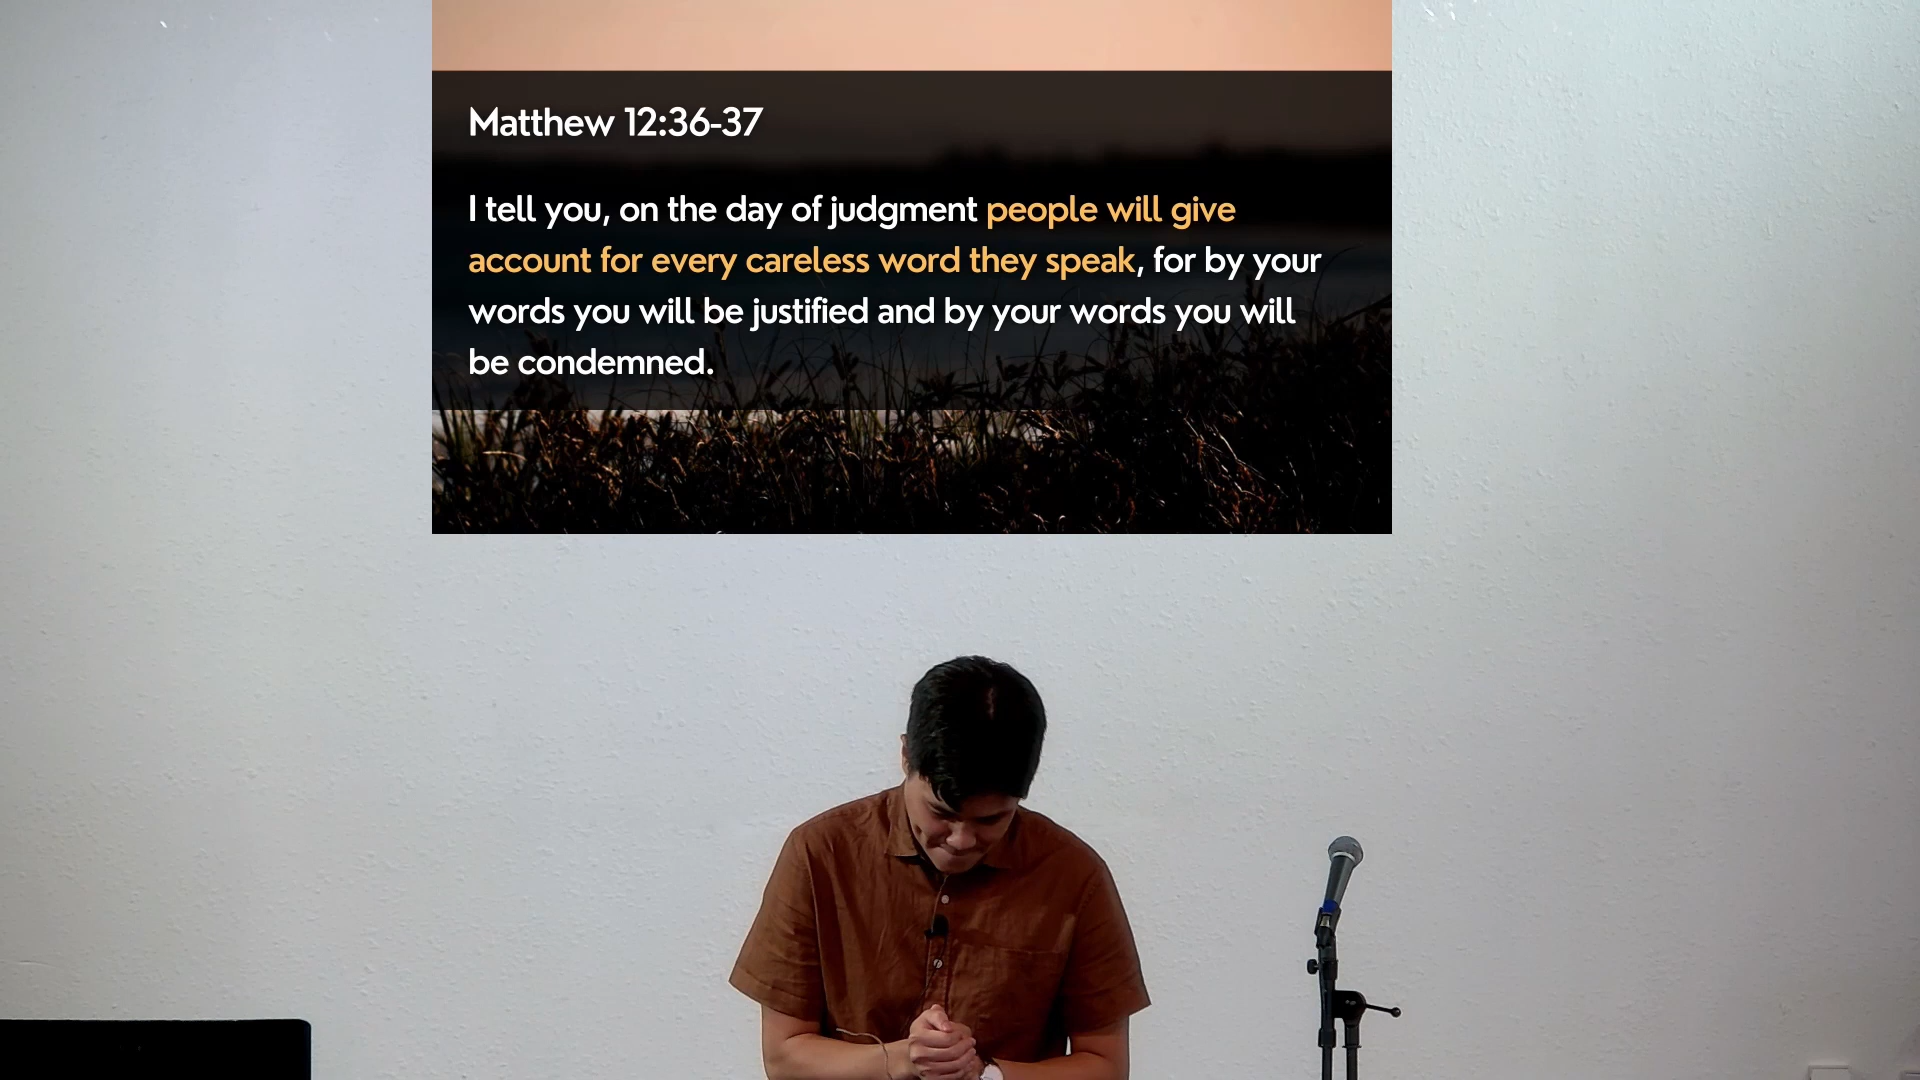 Matthew 12:36-37
I tell you, on the day of judgment people will give
account for every careless word they speak, for by your
words you will be justified and by your words you will
be condemned.